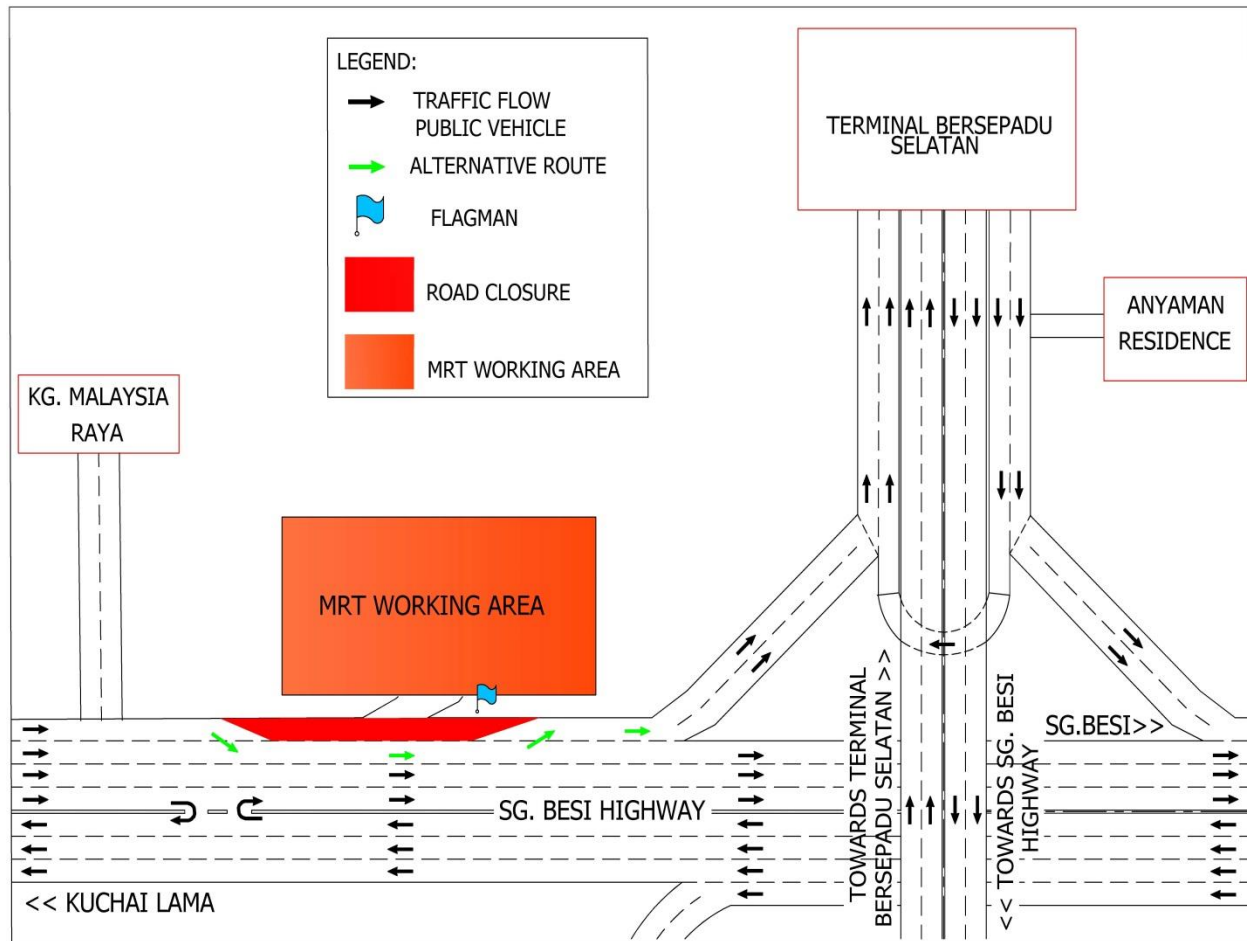 LEGEND:
TRAFFIC FLOW
PUBLIC VEHICLE
ALTERNATIVE ROUTE
FLAGMAN
ROAD CLOSURE
MRT WORKING AREA
TERMINAL BERSEPADU
SELATAN
ANYAMAN
RESIDENCE
KG. MALAYSIA
RAYA
MRT WORKING AREA
TOWARDS TERMINAL
BERSEPADU SELATAN >>
<< TOWARDS SG. BESI
HIGHWAY
SG.BESI>>
SG. BESI HIGHWAY
<< KUCHAI LAMA